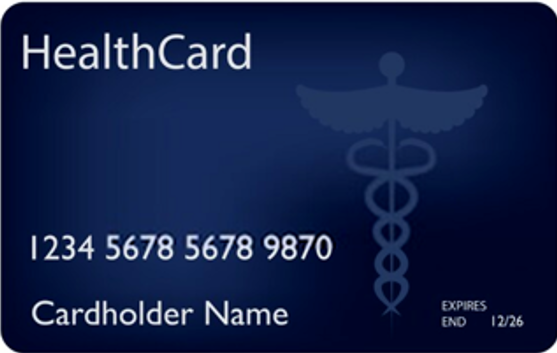 HealthCard
1234 5678 5678 9870
Cardholder Name
EXPIRES
END 12/26